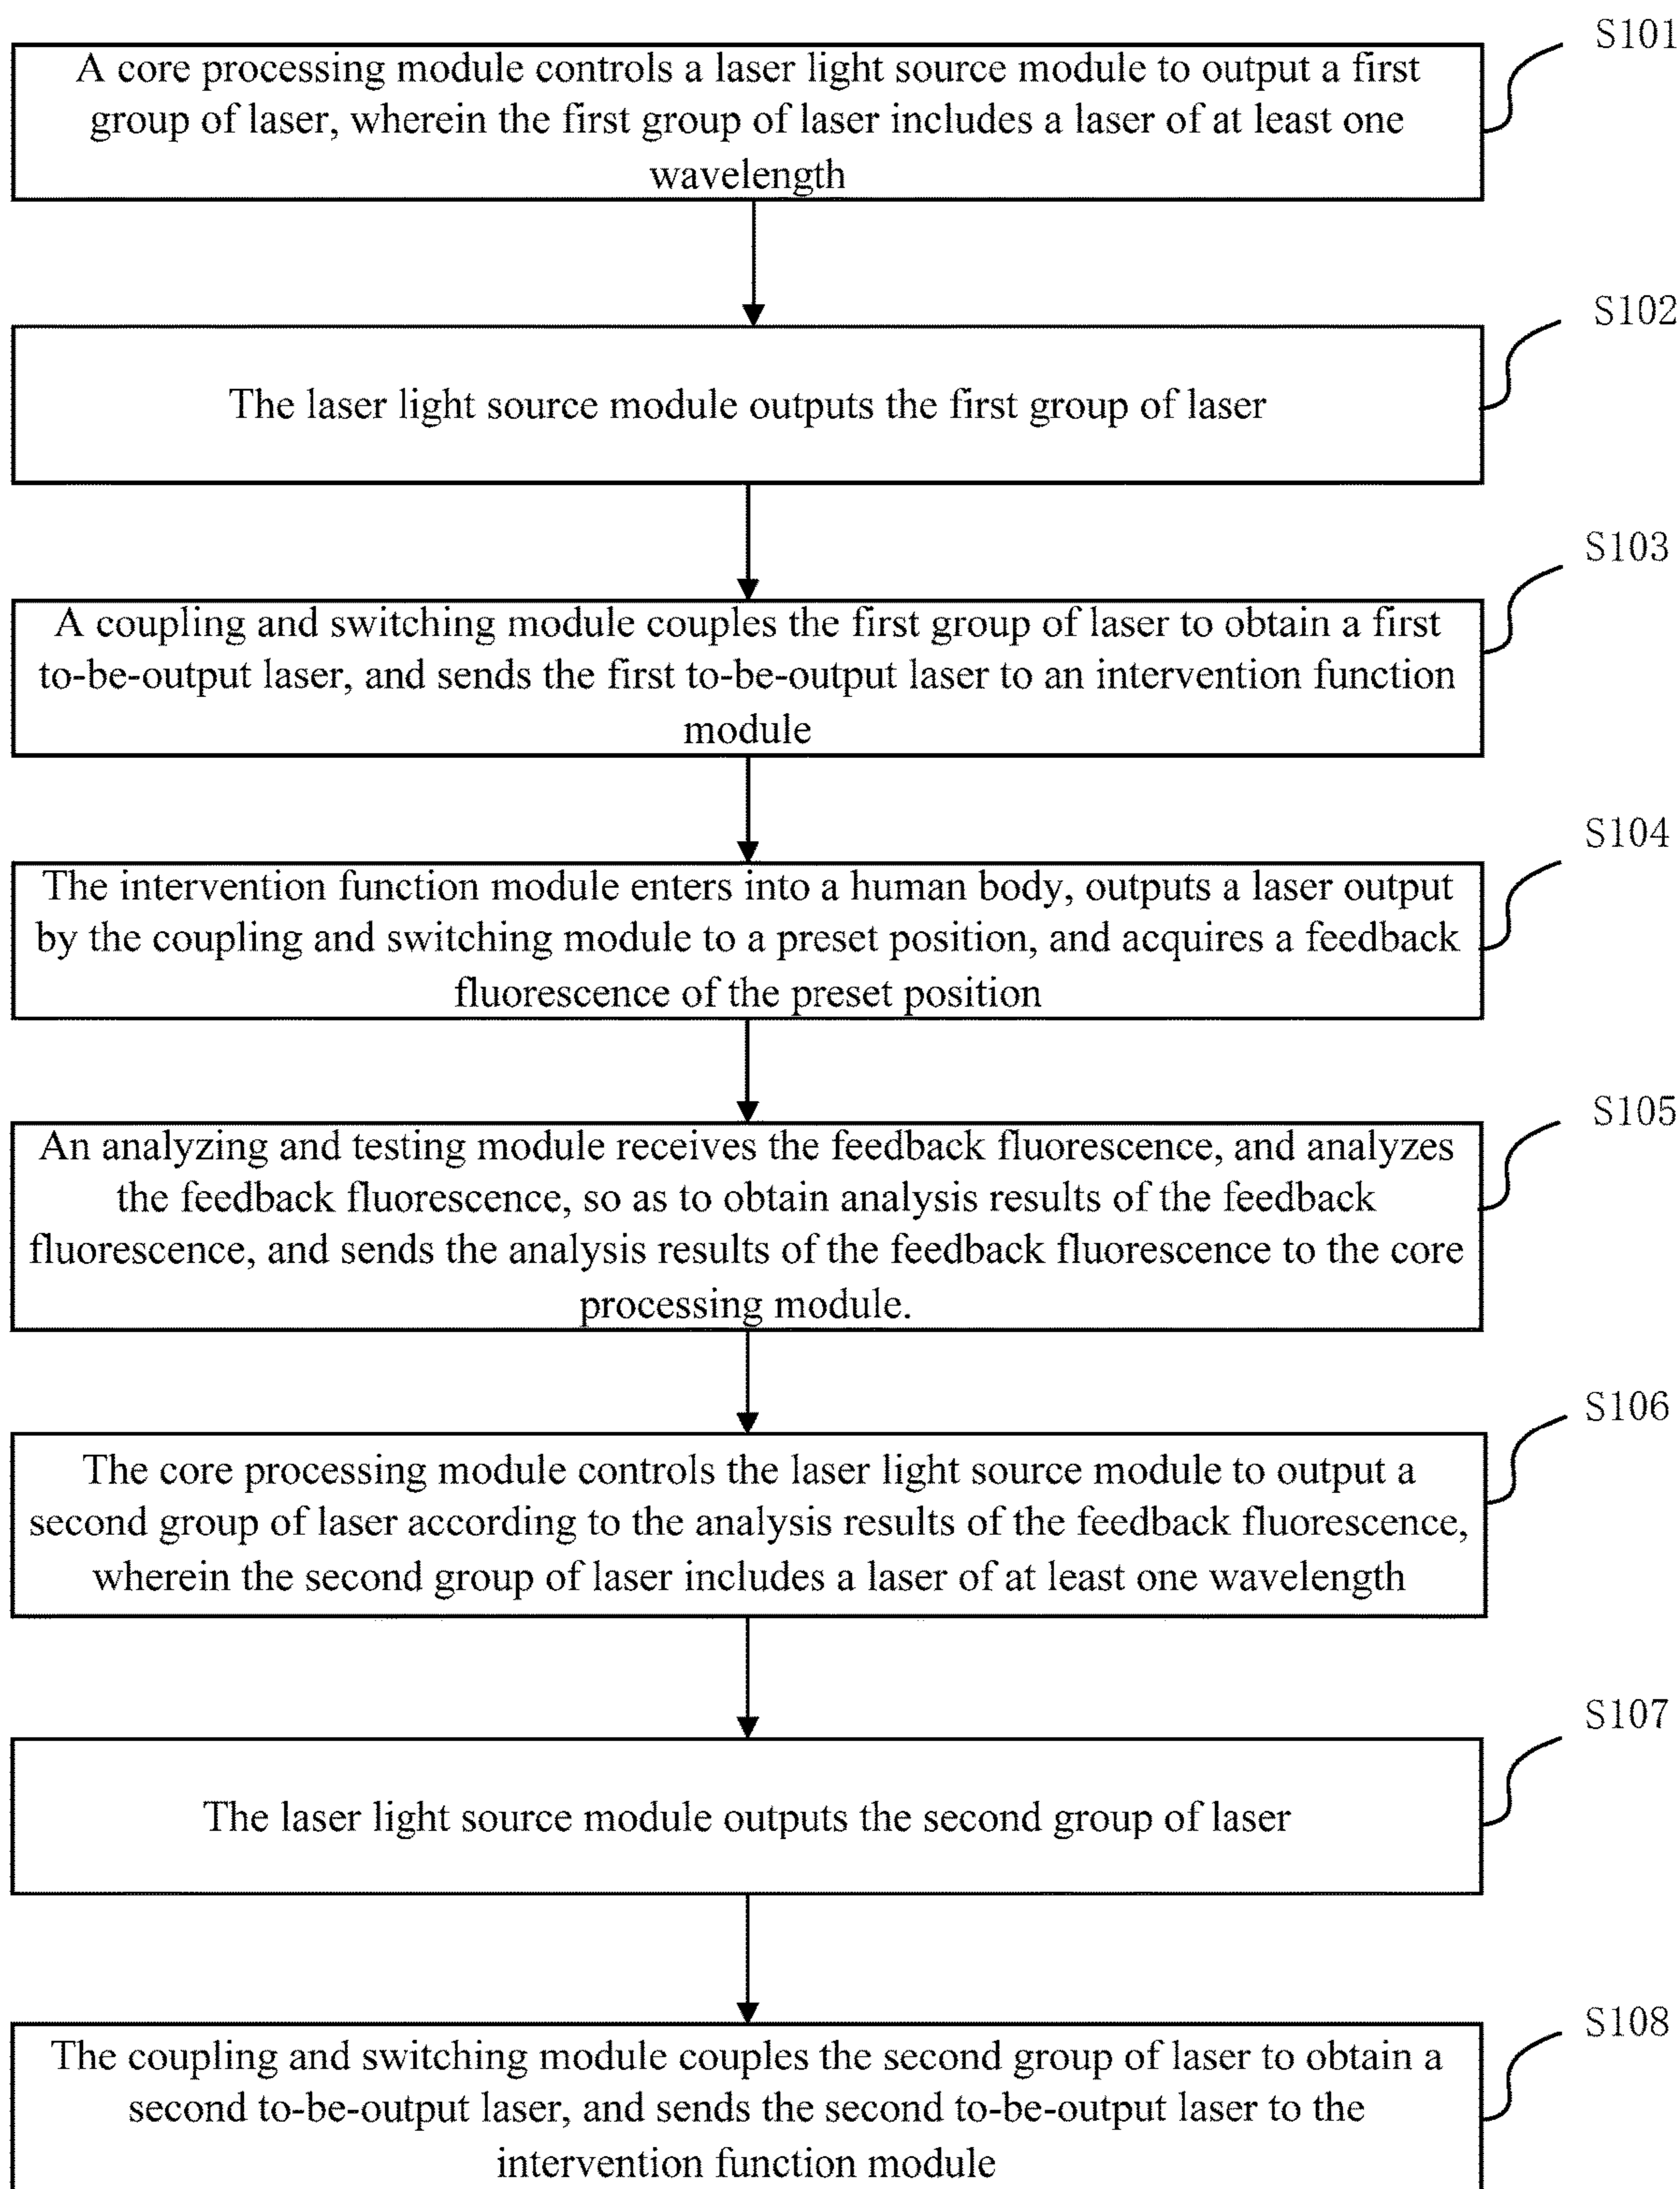 S101
A core processing module controls a laser light source module to output a first
group of laser, wherein the first group of laser includes a laser of at least one
wavelength
S102
The laser light source module outputs the first group of laser
S103
A coupling and switching module couples the first group of laser to obtain a first
to-be-output laser, and sends the first to-be-output laser to an intervention function
module
S104
The intervention function module enters into a human body, outputs a laser output
by the coupling and switching module to a preset position, and acquires a feedback
fluorescence of the preset position
S105
An analyzing and testing module receives the feedback fluorescence, and analyzes
the feedback fluorescence, so as to obtain analysis results of the feedback
fluorescence, and sends the analysis results of the feedback fluorescence to the core
processing module.
S106
The core processing module controls the laser light source module to output a
second group of laser according to the analysis results of the feedback fluorescence,
wherein the second group of laser includes a laser of at least one wavelength
S107
The laser light source module outputs the second group of laser
S108
The coupling and switching module couples the second group of laser to obtain a
second to-be-output laser, and sends the second to-be-output laser to the
intervention function module